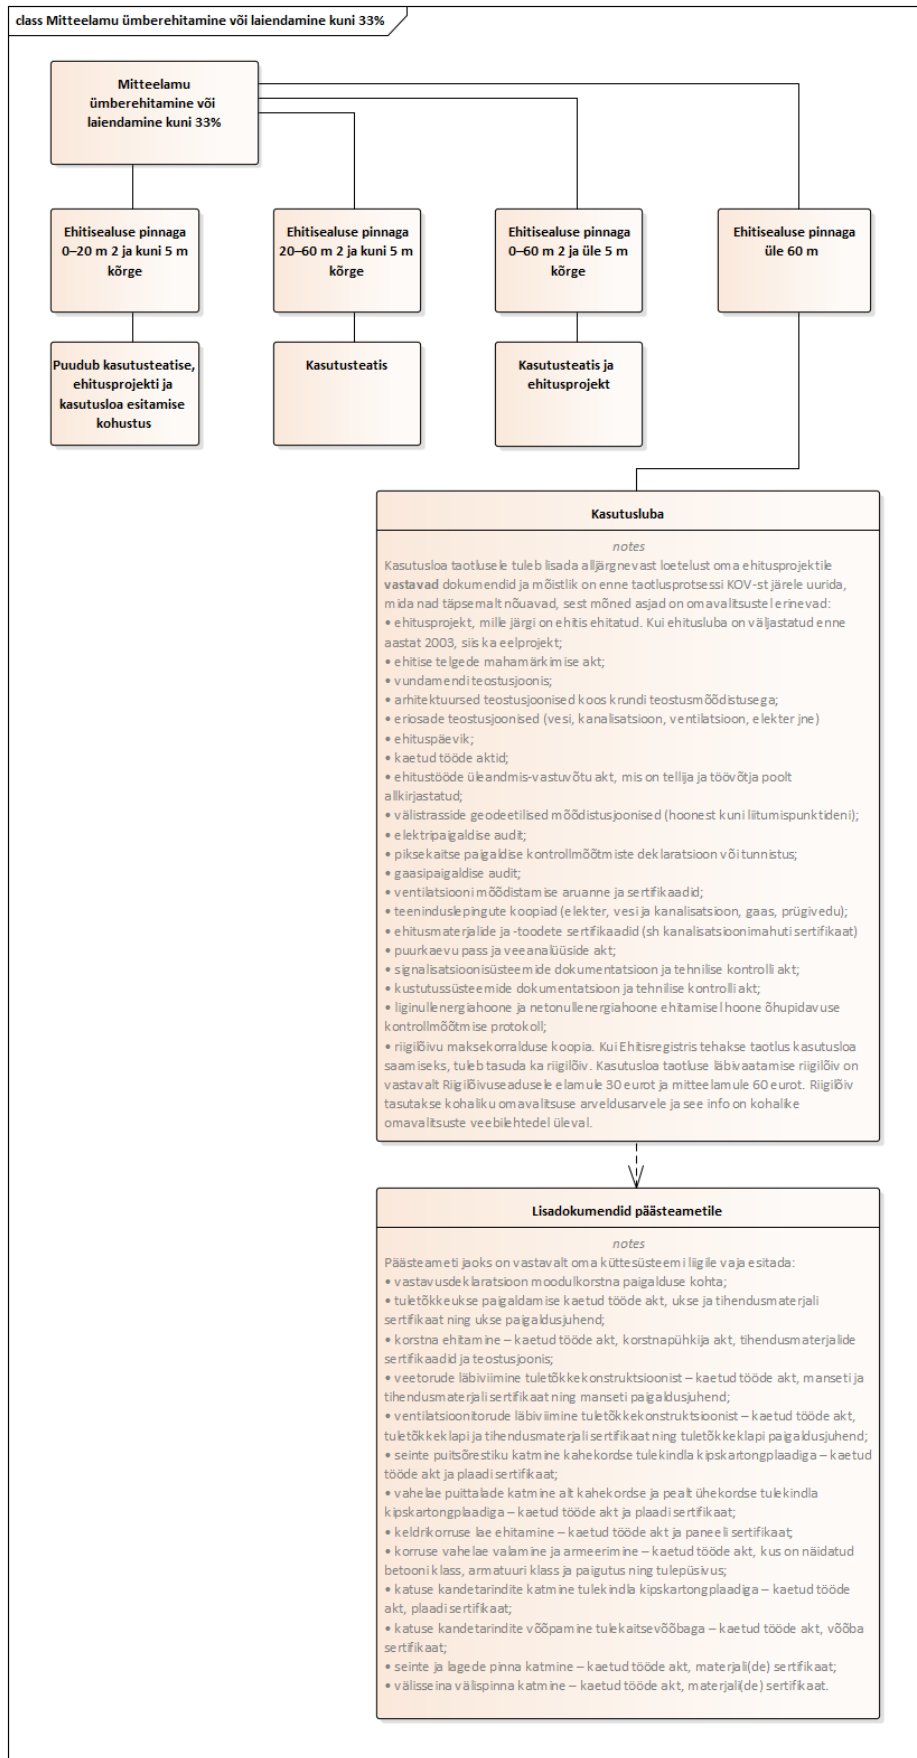 class Mitteelamu ümberehitamine või laiendamine kuni 33%
Mitteelamu
ümberehitamine või
laiendamine kuni 33%
Ehitisealuse pinnaga
0–20 m 2 ja kuni 5 m
kõrge
Ehitisealuse pinnaga
20–60 m 2 ja kuni 5 m
kõrge
Ehitisealuse pinnaga
0–60 m 2 ja üle 5 m
kõrge
Ehitisealuse pinnaga
üle 60 m
Puudub kasutusteatise,
ehitusprojekti ja
kasutusloa esitamise
kohustus
Kasutusteatis
Kasutusteatis ja
ehitusprojekt
Kasutusluba
notes
Kasutusloa taotlusele tuleb lisada alljärgnevast loetelust oma ehitusprojektile
vastavad dokumendid ja mõistlik on enne taotlusprotsessi KOV-st järele uurida,
mida nad täpsemalt nõuavad, sest mõned asjad on omavalitsustel erinevad:
• ehitusprojekt, mille järgi on ehitis ehitatud. Kui ehitusluba on väljastatud enne
aastat 2003, siis ka eelprojekt;
• ehitise telgede mahamärkimise akt;
• vundamendi teostusjoonis;
• arhitektuursed teostusjoonised koos krundi teostusmõõdistusega;
• eriosade teostusjoonised (vesi, kanalisatsioon, ventilatsioon, elekter jne)
• ehituspäevik;
• kaetud tööde aktid;
• ehitustööde üleandmis-vastuvõtu akt, mis on tellija ja töövõtja poolt
allkirjastatud;
• välistrasside geodeetilised mõõdistusjoonised (hoonest kuni liitumispunktideni);
• elektripaigaldise audit;
• piksekaitse paigaldise kontrollmõõtmiste deklaratsioon või tunnistus;
• gaasipaigaldise audit;
• ventilatsiooni mõõdistamise aruanne ja sertifikaadid;
• teeninduslepingute koopiad (elekter, vesi ja kanalisatsioon, gaas, prügivedu);
• ehitusmaterjalide ja -toodete sertifikaadid (sh kanalisatsioonimahuti sertifikaat)
• puurkaevu pass ja veeanalüüside akt;
• signalisatsioonisüsteemide dokumentatsioon ja tehnilise kontrolli akt;
• kustutussüsteemide dokumentatsioon ja tehnilise kontrolli akt;
• liginullenergiahoone ja netonullenergiahoone ehitamisel hoone õhupidavuse
kontrollmõõtmise protokoll;
• riigilõivu maksekorralduse koopia. Kui Ehitisregistris tehakse taotlus kasutusloa
saamiseks, tuleb tasuda ka riigilõiv. Kasutusloa taotluse läbivaatamise riigilõiv on
vastavalt Riigilõivuseadusele elamule 30 eurot ja mitteelamule 60 eurot. Riigilõiv
tasutakse kohaliku omavalitsuse arveldusarvele ja see info on kohalike
omavalitsuste veebilehtedel üleval.
Lisadokumendid päästeametile
notes
Päästeameti jaoks on vastavalt oma küttesüsteemi liigile vaja esitada:
• vastavusdeklaratsioon moodulkorstna paigalduse kohta;
• tuletõkkeukse paigaldamise kaetud tööde akt, ukse ja tihendusmaterjali
sertifikaat ning ukse paigaldusjuhend;
• korstna ehitamine – kaetud tööde akt, korstnapühkija akt, tihendusmaterjalide
sertifikaadid ja teostusjoonis;
• veetorude läbiviimine tuletõkkekonstruktsioonist – kaetud tööde akt, manseti ja
tihendusmaterjali sertifikaat ning manseti paigaldusjuhend;
• ventilatsioonitorude läbiviimine tuletõkkekonstruktsioonist – kaetud tööde akt,
tuletõkkeklapi ja tihendusmaterjali sertifikaat ning tuletõkkeklapi paigaldusjuhend;
• seinte puitsõrestiku katmine kahekordse tulekindla kipskartongplaadiga – kaetud
tööde akt ja plaadi sertifikaat;
• vahelae puittalade katmine alt kahekordse ja pealt ühekordse tulekindla
kipskartongplaadiga – kaetud tööde akt ja plaadi sertifikaat;
• keldrikorruse lae ehitamine – kaetud tööde akt ja paneeli sertifikaat;
• korruse vahelae valamine ja armeerimine – kaetud tööde akt, kus on näidatud
betooni klass, armatuuri klass ja paigutus ning tulepüsivus;
• katuse kandetarindite katmine tulekindla kipskartongplaadiga – kaetud tööde
akt, plaadi sertifikaat;
• katuse kandetarindite võõpamine tulekaitsevõõbaga – kaetud tööde akt, võõba
sertifikaat;
• seinte ja lagede pinna katmine – kaetud tööde akt, materjali(de) sertifikaat;
• välisseina välispinna katmine – kaetud tööde akt, materjali(de) sertifikaat.